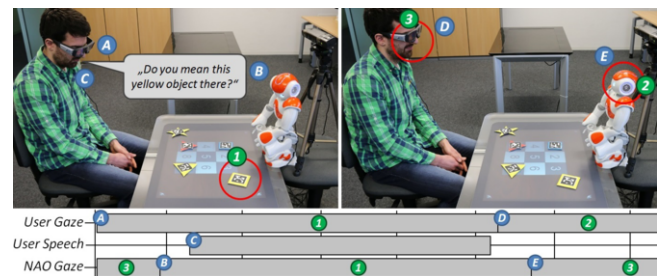 A
C
B
„Do you mean this
yellow object there?“
1
3
D
E
2
User Gaze
A
1
D
2
User Speech
C
NAO Gaze
3
B
1
E
3